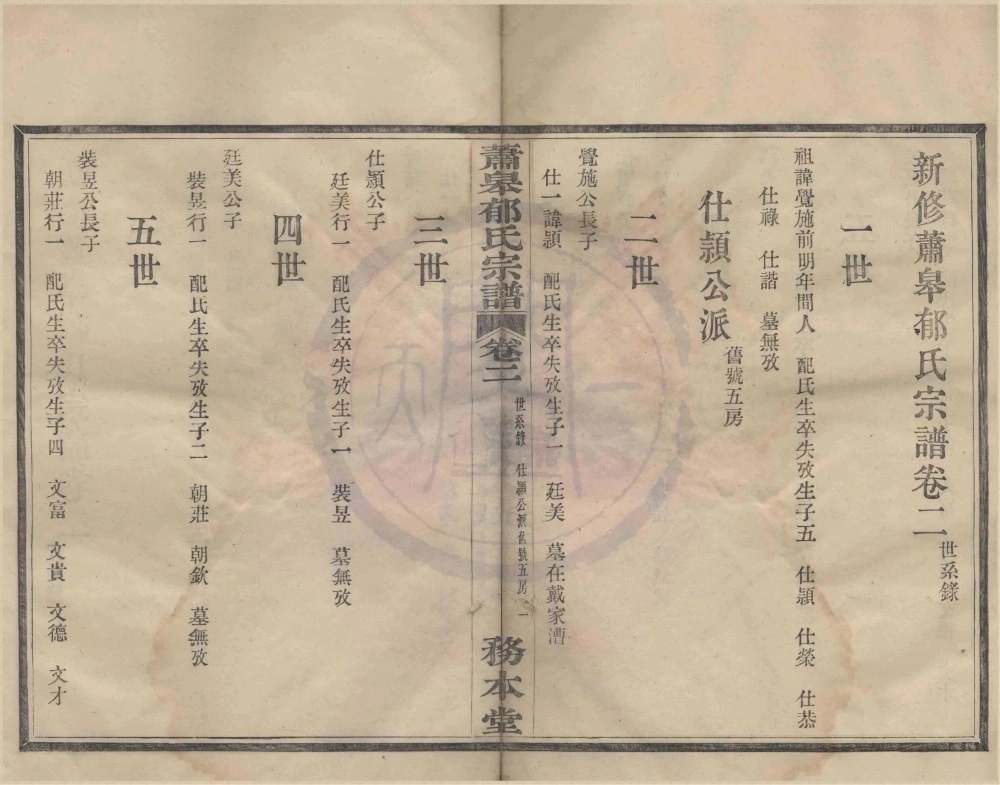 新修蕭皋郁氏宗譜卷二 世系錄
一世
祖諱覺施前明年間人 配氏生卒失攷生子五 仕頴 仕榮 仕恭
仕祿 仕諧 墓無攷
仕頴公派 舊號五房
二世
覺施公長子
仕一諱頴 配氏生卒失攷生子一 廷美 墓在戴家漕
蕭皋郁氏宗譜 卷二 世系錄 仕頴公派舊號五房 一 務本堂
三世
仕頴公子
廷美行一 配氏生卒失攷生子一 裝昱 墓無攷
四世
廷美公子
裝昱行一 配氏生卒失攷生子二 朝莊 朝欽 墓無攷
五世
裝昱公長子
朝莊行一 配氏生卒失攷生子四 文富 文貴 文德 文才